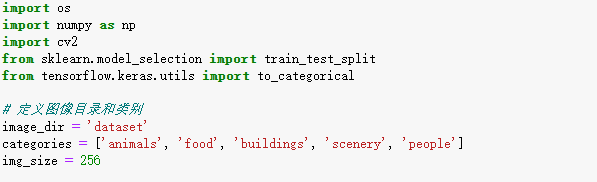 import os
import numpy as np
import cv2
from sklearn.model_selection import train_test_split
from tensorflow.keras.utils import to_categorical

# 定义图像目录和类别
image_dir = 'dataset'
categories = ['animals', 'food', 'buildings', 'scenery', 'people']
img_size = 256